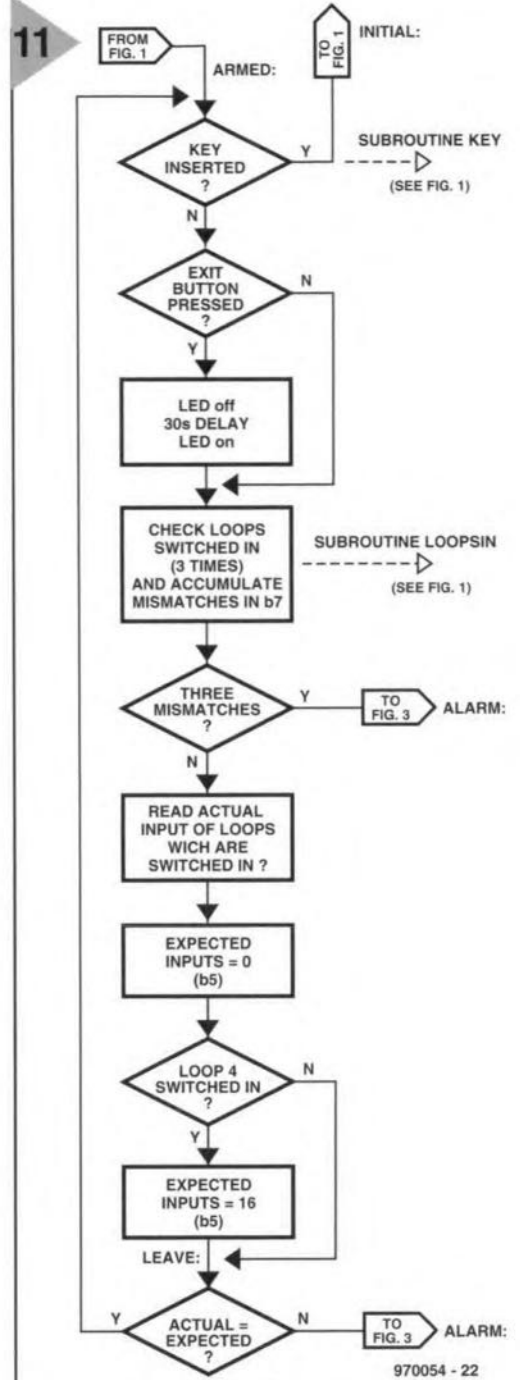 11
FROM
FIG. 1
TO
FIG. 1
INITIAL:
ARMED:
KEY
INSERTED
?
Y
SUBROUTINE KEY
(SEE FIG. 1)
N
EXIT
BUTTON
PRESSED
?
N
Y
LED off
30s DELAY
LED on
CHECK LOOPS
SWITCHED IN
(3 TIMES)
AND ACCUMULATE
MISMATCHES IN b7
SUBROUTINE LOOPSIN
(SEE FIG. 1)
THREE
MISMATCHES
?
Y
TO
FIG. 3
ALARM:
N
READ ACTUAL
INPUT OF LOOPS
WICH ARE
SWITCHED IN ?
EXPECTED
INPUTS = 0
(b5)
LOOP 4
SWITCHED IN
?
N
Y
EXPECTED
INPUTS = 16
(b5)
LEAVE:
Y
ACTUAL =
EXPECTED
?
N
TO
FIG. 3
ALARM:
970054 - 22